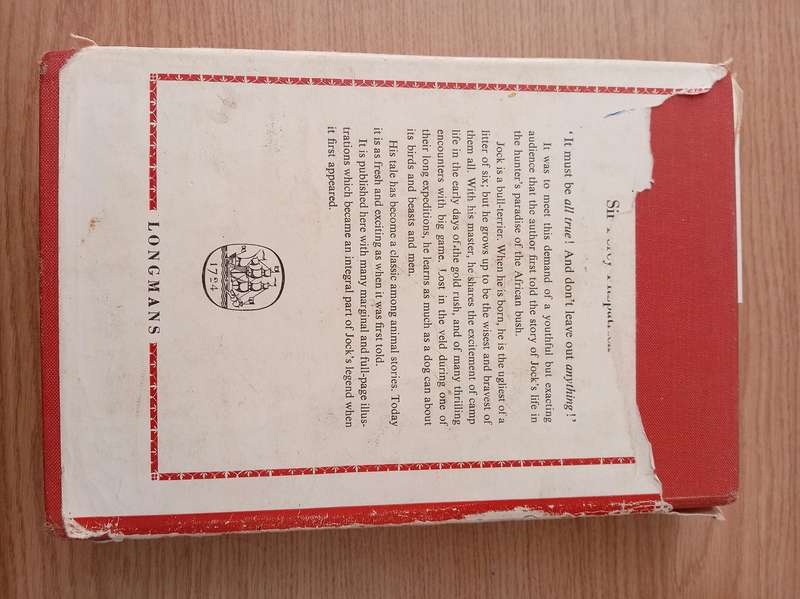 Sir
'It must be all true! And don't leave out anything!'
It was to meet this demand of a youthful but exacting
audience that the author first told the story of Jock's life in
the hunter's paradise of the African bush.
Jock is a bull-terrier. When he is born, he is the ugliest of a
litter of six; but he grows up to be the wisest and bravest of
them all. With his master, he shares the excitement of camp
life in the early days of the gold rush, and of many thrilling
encounters with big game. Lost in the veld during one of
their long expeditions, he learns as much as a dog can about
its birds and beasts and men.
His tale has become a classic among animal stories. Today
it is as fresh and exciting as when it was first told.
It is published here with many marginal and full-page illus-
trations which became an integral part of Jock's legend when
it first appeared.
1724
LONGMANS